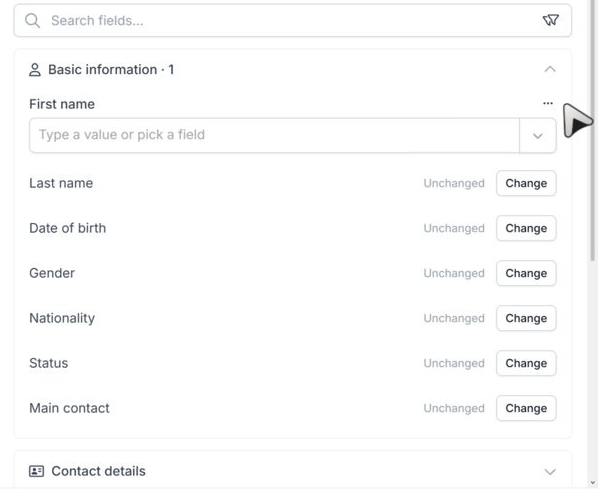 Search fields...
Basic information · 1
First name
...
Type a value or pick a field
Last name Unchanged Change
Date of birth Unchanged Change
Gender Unchanged Change
Nationality Unchanged Change
Status Unchanged Change
Main contact Unchanged Change
Contact details